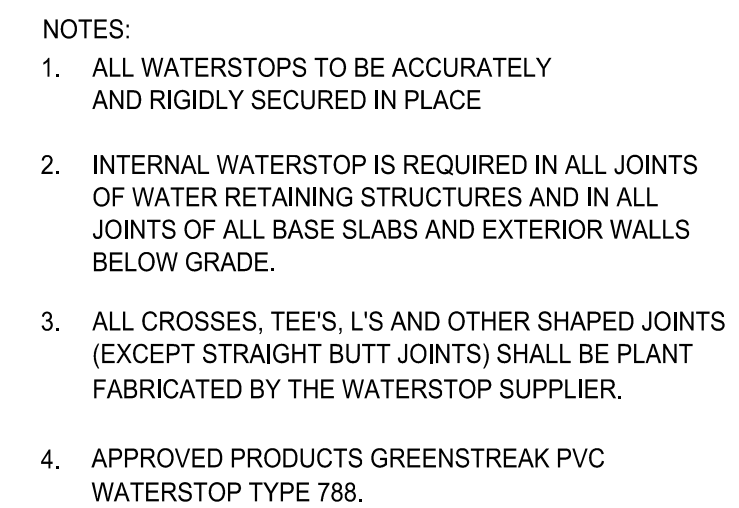 NOTES:
1. ALL WATERSTOPS TO BE ACCURATELY
AND RIGIDLY SECURED IN PLACE
2. INTERNAL WATERSTOP IS REQUIRED IN ALL JOINTS
OF WATER RETAINING STRUCTURES AND IN ALL
JOINTS OF ALL BASE SLABS AND EXTERIOR WALLS
BELOW GRADE.
3. ALL CROSSES, TEE'S, L'S AND OTHER SHAPED JOINTS
(EXCEPT STRAIGHT BUTT JOINTS) SHALL BE PLANT
FABRICATED BY THE WATERSTOP SUPPLIER.
4. APPROVED PRODUCTS GREENSTREAK PVC
WATERSTOP TYPE 788.